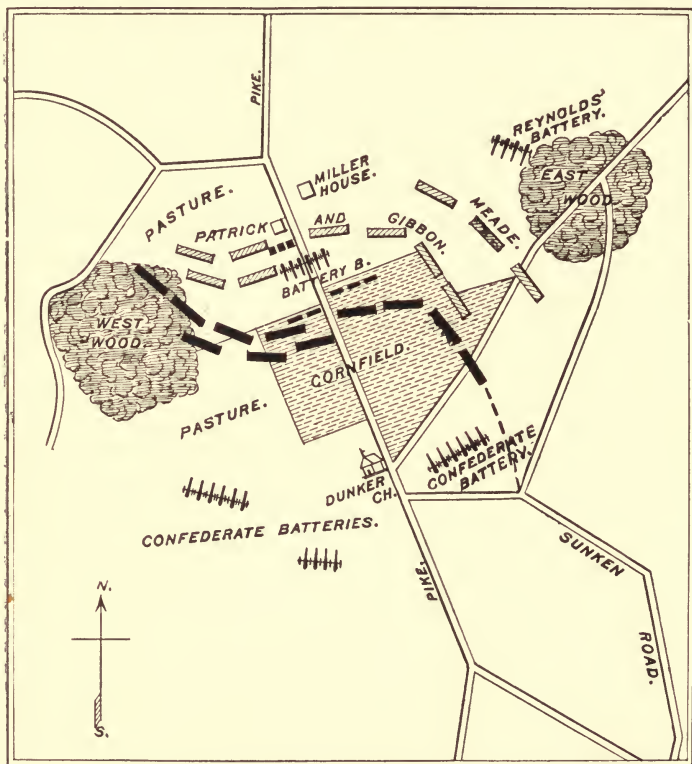 PIKE.
REYNOLDS'
BATTERY.
EAST
WOOD.
MILLER
HOUSE.
PASTURE.
PATRICK
AND
GIBBON.
MEADE.
BATTERY B.
WEST
WOOD.
CORNFIELD.
PASTURE.
DUNKER
CH.
CONFEDERATE
BATTERY.
CONFEDERATE BATTERIES.
SUNKEN
ROAD.
PIKE.
N.
S.